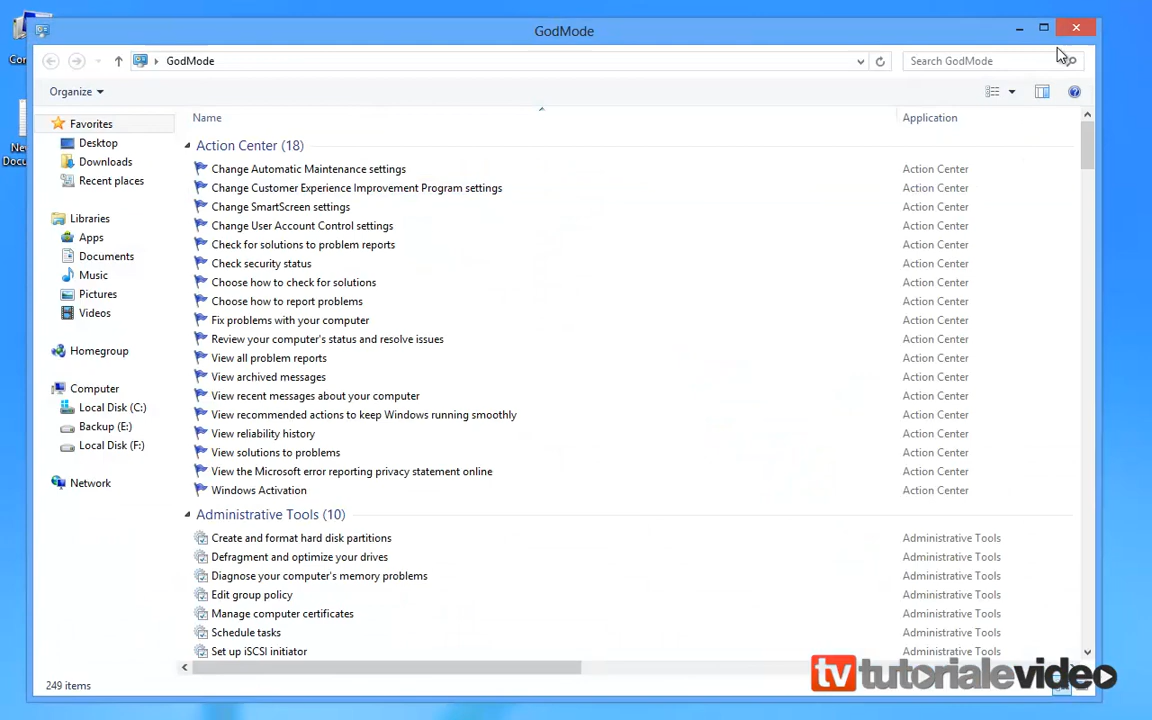 GodMode
GodMode
Search GodMode
Organize
Favorites
Desktop
Downloads
Recent places
Libraries
Apps
Documents
Music
Pictures
Videos
Homegroup
Computer
Local Disk (C:)
Backup (E:)
Local Disk (F:)
Network
Name Application
Action Center (18)
Change Automatic Maintenance settings Action Center
Change Customer Experience Improvement Program settings Action Center
Change SmartScreen settings Action Center
Change User Account Control settings Action Center
Check for solutions to problem reports Action Center
Check security status Action Center
Choose how to check for solutions Action Center
Choose how to report problems Action Center
Fix problems with your computer Action Center
Review your computer's status and resolve issues Action Center
View all problem reports Action Center
View archived messages Action Center
View recent messages about your computer Action Center
View recommended actions to keep Windows running smoothly Action Center
View reliability history Action Center
View solutions to problems Action Center
View the Microsoft error reporting privacy statement online Action Center
Windows Activation Action Center
Administrative Tools (10)
Create and format hard disk partitions Administrative Tools
Defragment and optimize your drives Administrative Tools
Diagnose your computer's memory problems Administrative Tools
Edit group policy Administrative Tools
Manage computer certificates Administrative Tools
Schedule tasks Administrative Tools
Set up iSCSI initiator Administrative Tools
249 items
tv tutorialevideo